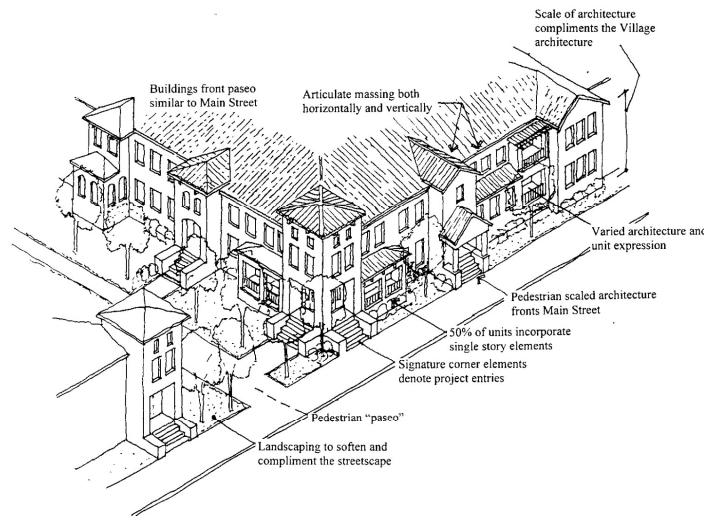 Scale of architecture
compliments the Village
architecture
Buildings front paseo
similar to Main Street
Articulate massing both
horizontally and vertically
Varied architecture and
unit expression
Pedestrian scaled architecture
fronts Main Street
50% of units incorporate
single story elements
Signature corner elements
denote project entries
Pedestrian “paseo”
Landscaping to soften and
compliment the streetscape